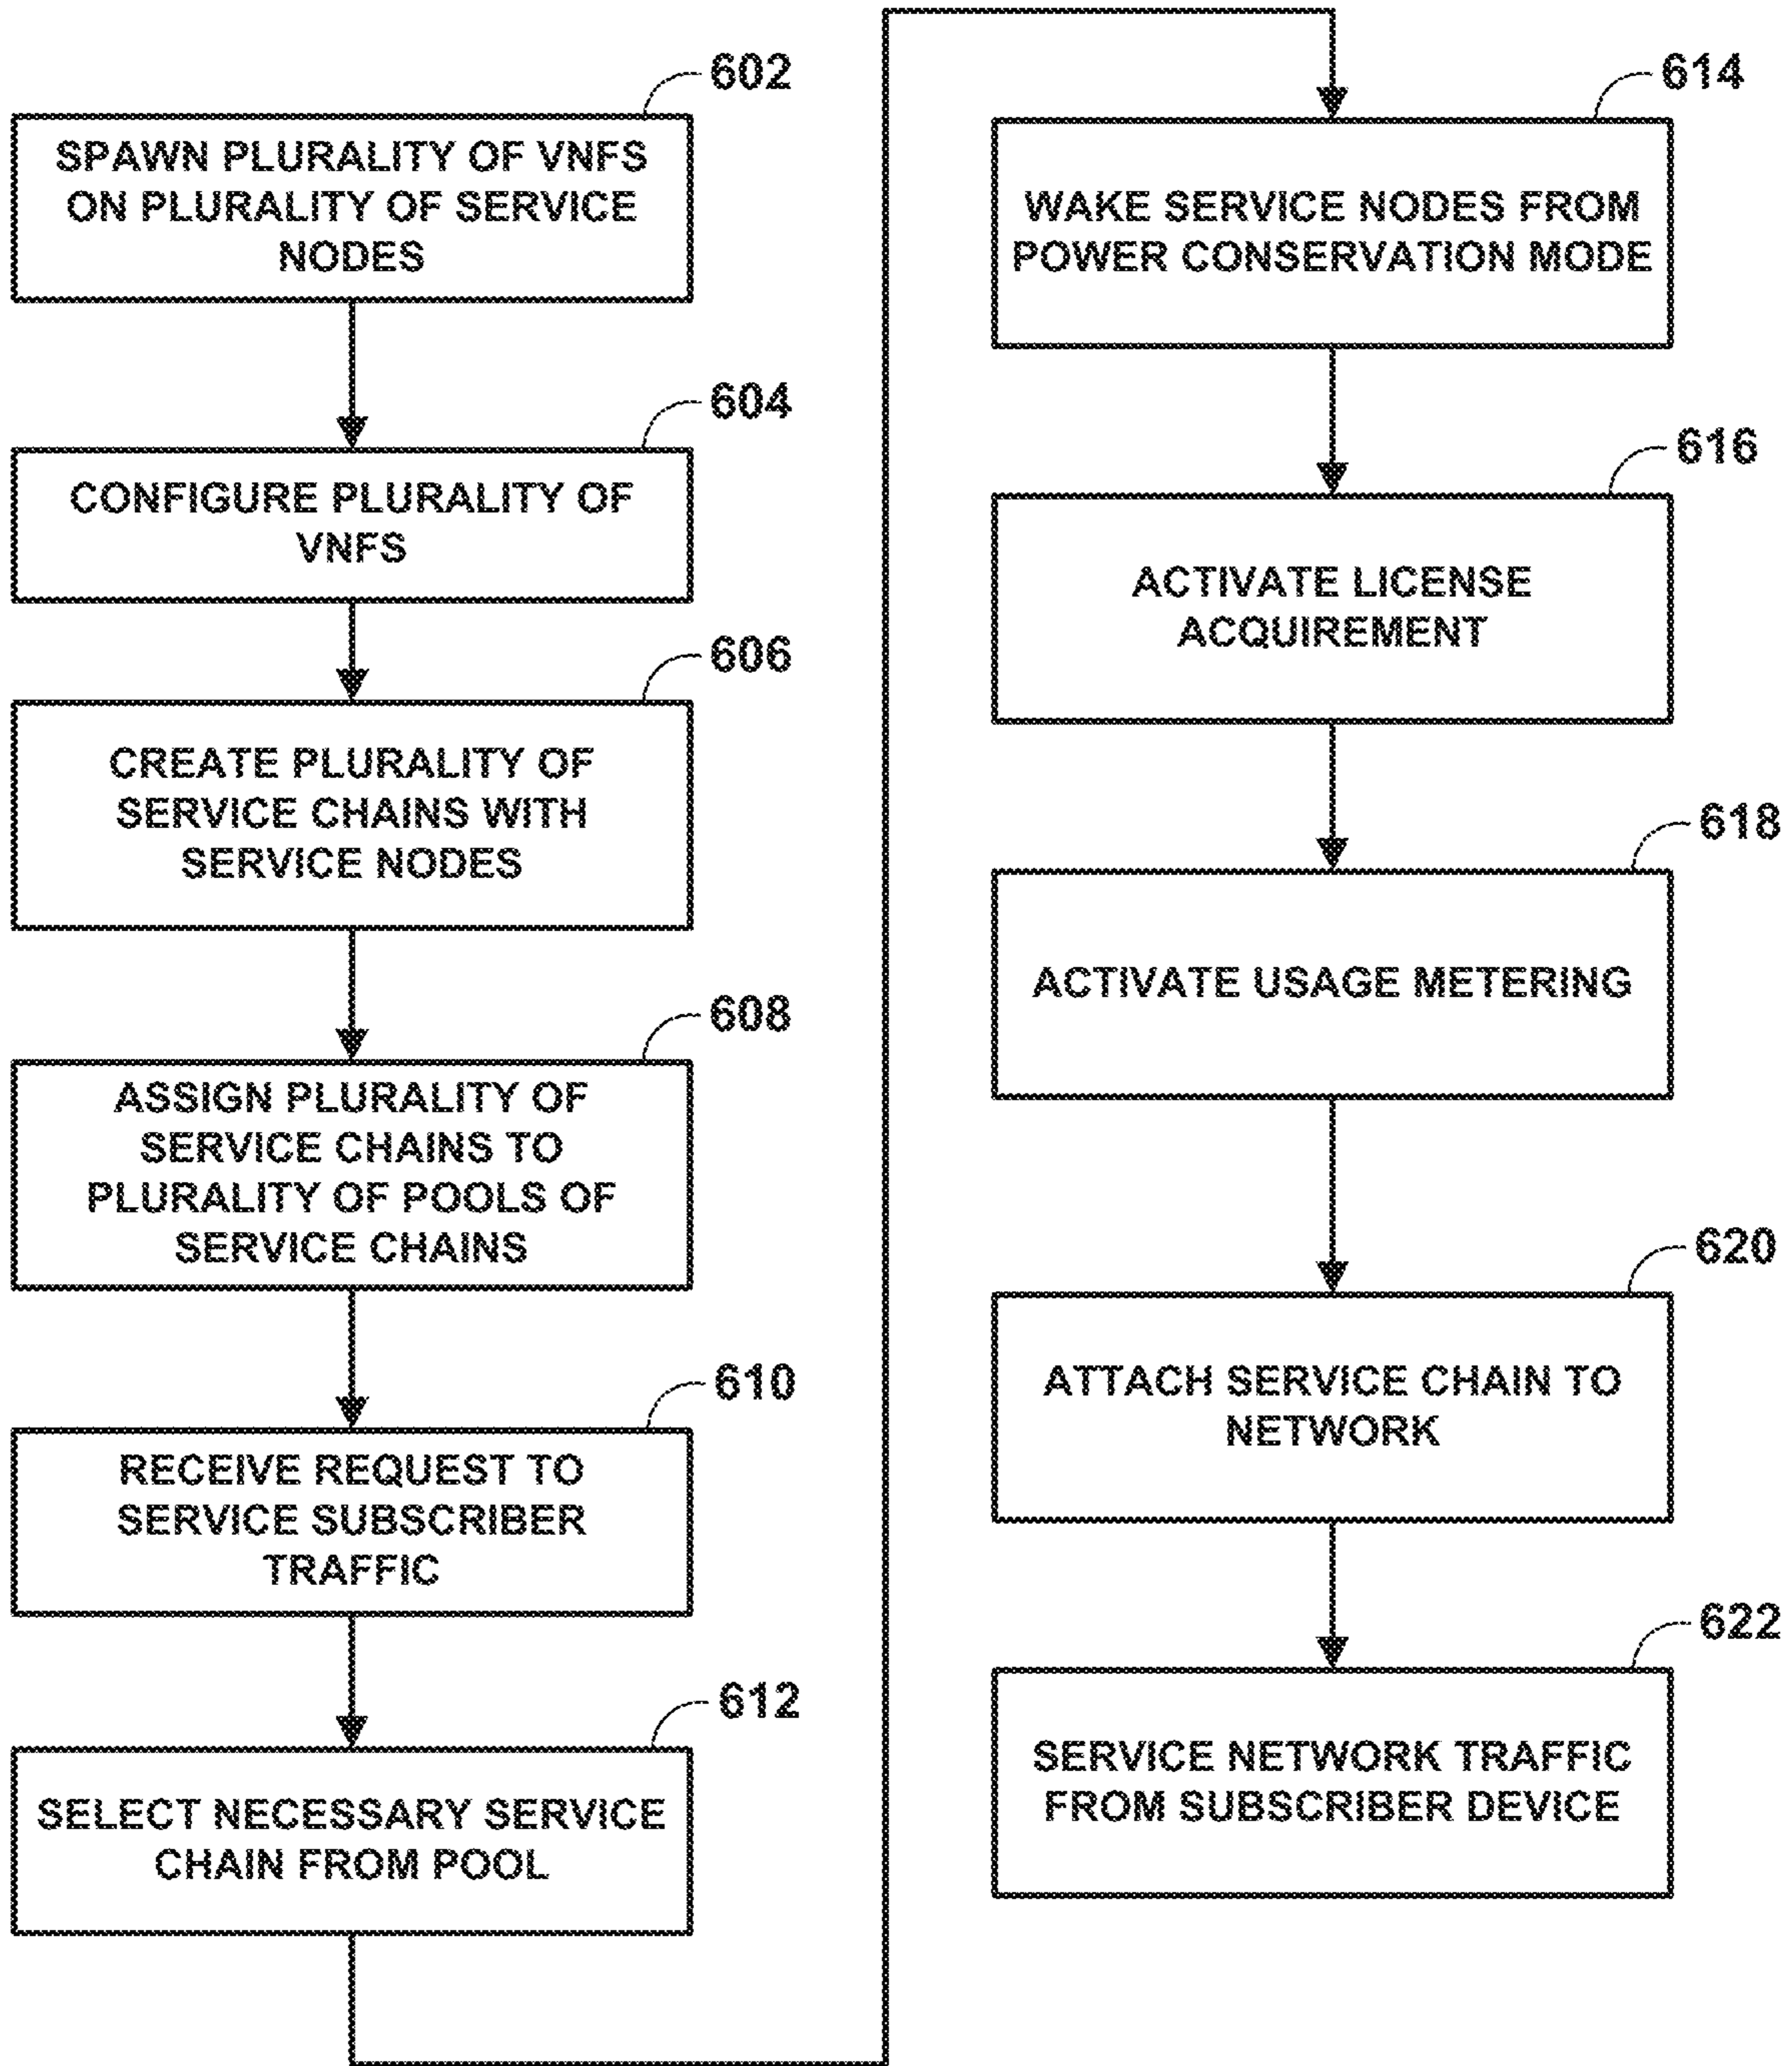 602
SPAWN PLURALITY OF VNFS
ON PLURALITY OF SERVICE
NODES
604
CONFIGURE PLURALITY OF
VNFS
606
CREATE PLURALITY OF
SERVICE CHAINS WITH
SERVICE NODES
608
ASSIGN PLURALITY OF
SERVICE CHAINS TO
PLURALITY OF POOLS OF
SERVICE CHAINS
610
RECEIVE REQUEST TO
SERVICE SUBSCRIBER
TRAFFIC
612
SELECT NECESSARY SERVICE
CHAIN FROM POOL
614
WAKE SERVICE NODES FROM
POWER CONSERVATION MODE
616
ACTIVATE LICENSE
ACQUIREMENT
618
ACTIVATE USAGE METERING
620
ATTACH SERVICE CHAIN TO
NETWORK
622
SERVICE NETWORK TRAFFIC
FROM SUBSCRIBER DEVICE